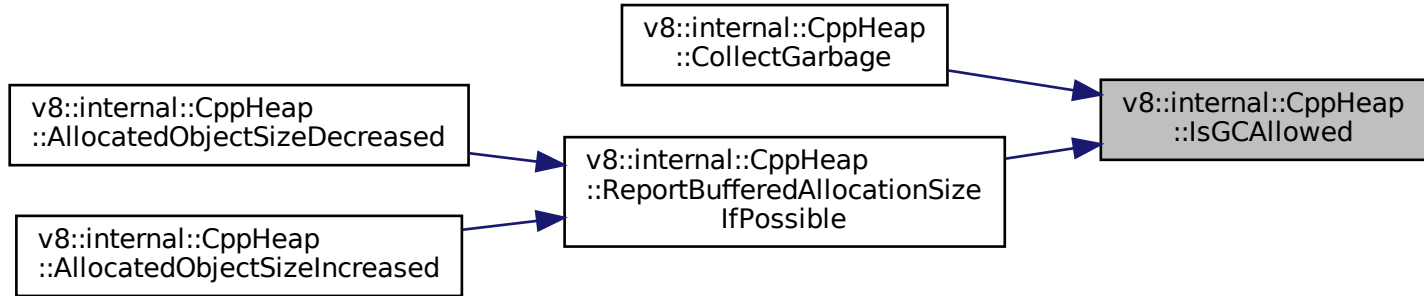 v8::internal::CppHeap
::CollectGarbage
v8::internal::CppHeap
::IsGCAllowed
v8::internal::CppHeap
::AllocatedObjectSizeDecreased
v8::internal::CppHeap
::ReportBufferedAllocationSize
IfPossible
v8::internal::CppHeap
::AllocatedObjectSizeIncreased